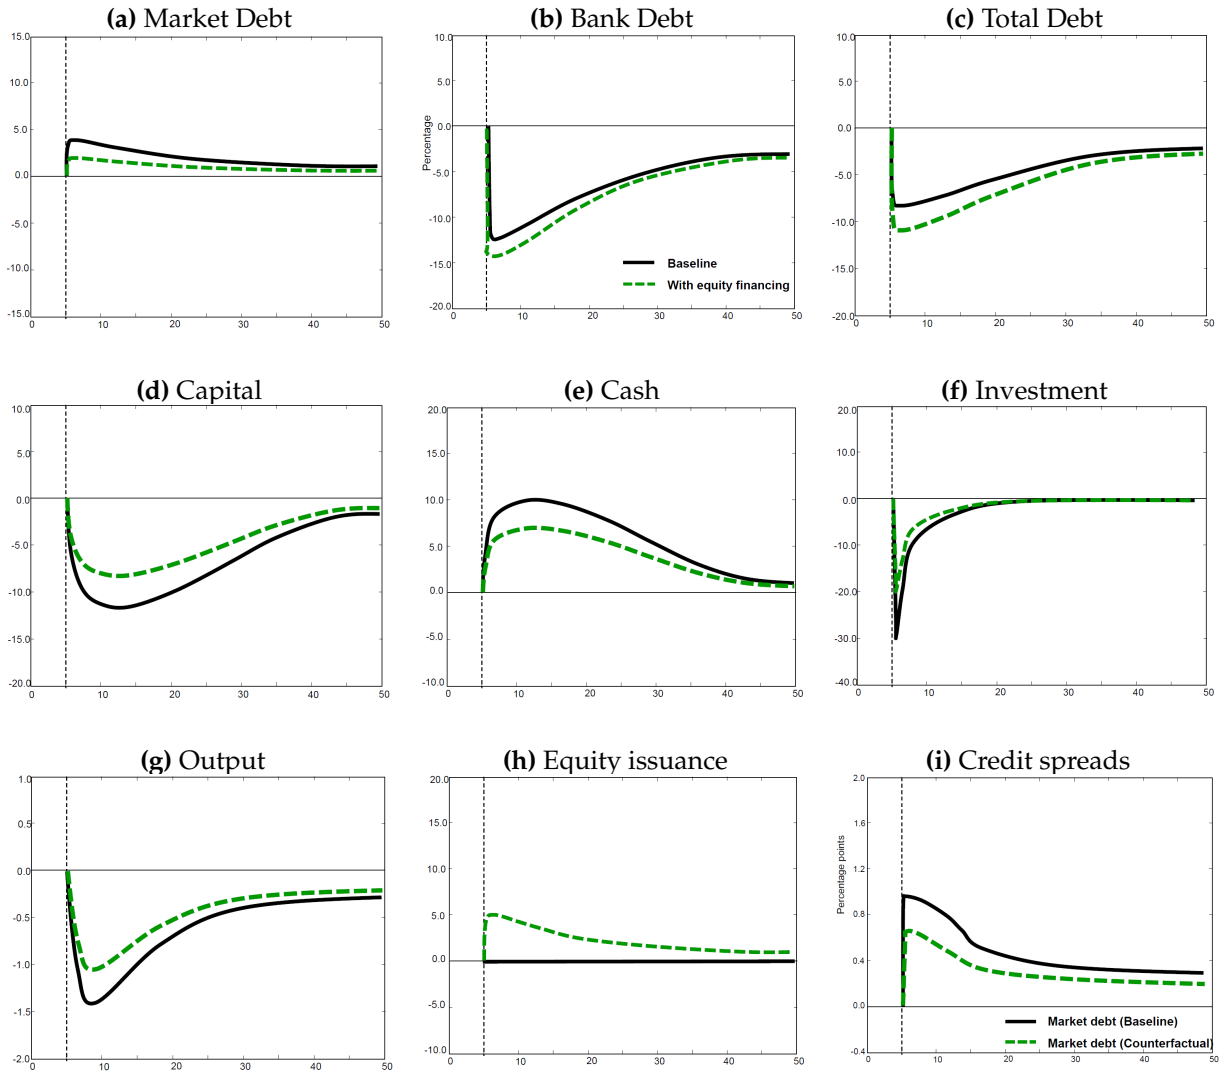 (a) Market Debt
15.0
10.0
5.0
0.0
-5.0
-10.0
-15.0
0 10 20 30 40 50
(b) Bank Debt
Percentage
10.0
5.0
0.0
-5.0
-10.0
-15.0
-20.0
0 10 20 30 40 50
Baseline
With equity financing
(c) Total Debt
10.0
5.0
0.0
-5.0
-10.0
-15.0
-20.0
0 10 20 30 40 50
(d) Capital
10.0
5.0
0.0
-5.0
-10.0
-15.0
-20.0
0 10 20 30 40 50
(e) Cash
20.0
15.0
10.0
5.0
0.0
-5.0
-10.0
0 10 20 30 40 50
(f) Investment
20.0
10.0
0.0
-10.0
-20.0
-30.0
-40.0
0 10 20 30 40 50
(g) Output
1.0
0.5
0.0
-0.5
-1.0
-1.5
-2.0
0 10 20 30 40 50
(h) Equity issuance
20.0
15.0
10.0
5.0
0.0
-5.0
-10.0
0 10 20 30 40 50
(i) Credit spreads
Percentage points
2.0
1.6
1.2
0.8
0.4
0.0
-0.4
0 10 20 30 40 50
Market debt (Baseline)
Market debt (Counterfactual)